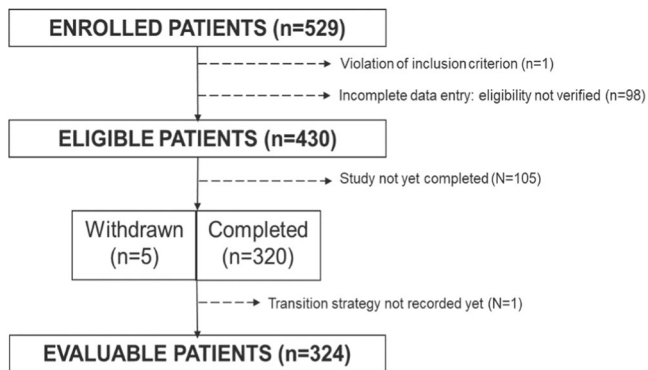 ENROLLED PATIENTS (n=529)
Violation of inclusion criterion (n=1)
Incomplete data entry: eligibility not verified (n=98)
ELIGIBLE PATIENTS (n=430)
Study not yet completed (N=105)
Withdrawn Completed
(n=5) (n=320)
Transition strategy not recorded yet (N=1)
EVALUABLE PATIENTS (n=324)